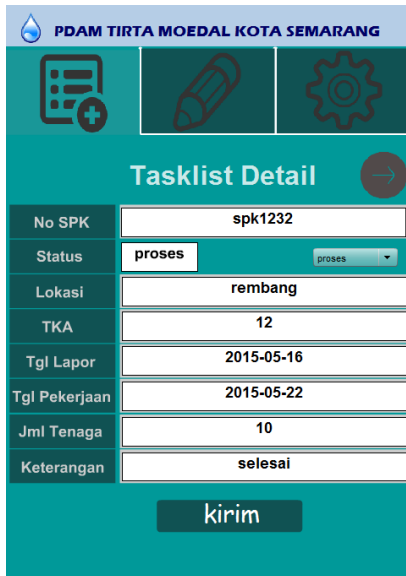 PDAM TIRTA MOEDAL KOTA SEMARANG
Tasklist Detail
No SPK spk1232
Status proses proses
Lokasi rembang
TKA 12
Tgl Lapor 2015-05-16
Tgl Pekerjaan 2015-05-22
Jml Tenaga 10
Keterangan selesai
kirim